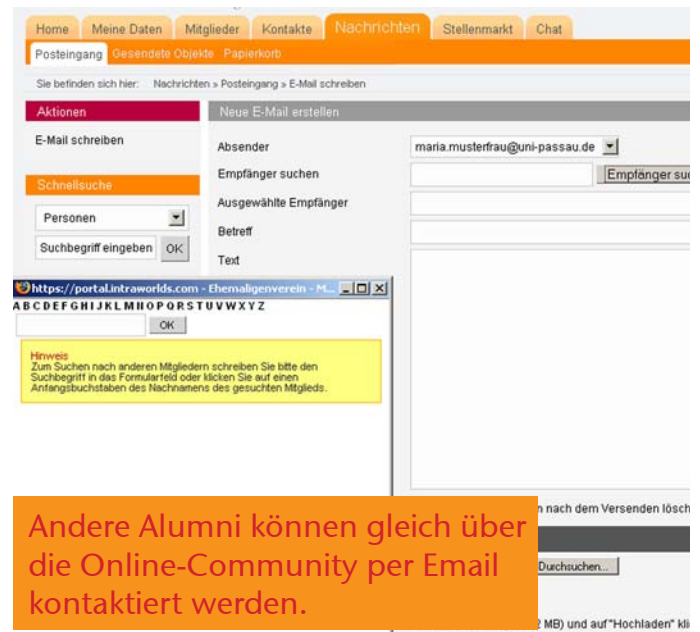 Home Meine Daten Mitglieder Kontakte Nachrichten Stellenmarkt Chat
Posteingang Gesendete Objekte Papierkorb
Sie befinden sich hier: Nachrichten » Posteingang » E-Mail schreiben
Aktionen
E-Mail schreiben
Schnellsuche
Personen
Suchbegriff eingeben OK
Neue E-Mail erstellen
Absender maria.musterfrau@uni-passau.de
Empfänger suchen Empfänger suc
Ausgewählte Empfänger
Betreff
Text
https://portal.intraworlds.com - Ehemaligenverein - M...
A B C D E F G H I J K L M N O P Q R S T U V W X Y Z
OK
Hinweis
Zum Suchen nach anderen Mitgliedern schreiben Sie bitte den
Suchbegriff in das Formularfeld oder klicken Sie auf einen
Anfangsbuchstaben des Nachnamens des gesuchten Mitglieds.
n nach dem Versenden lösch
Durchsuchen...
2 MB) und auf "Hochladen" kli
Andere Alumni können gleich über
die Online-Community per Email
kontaktiert werden.